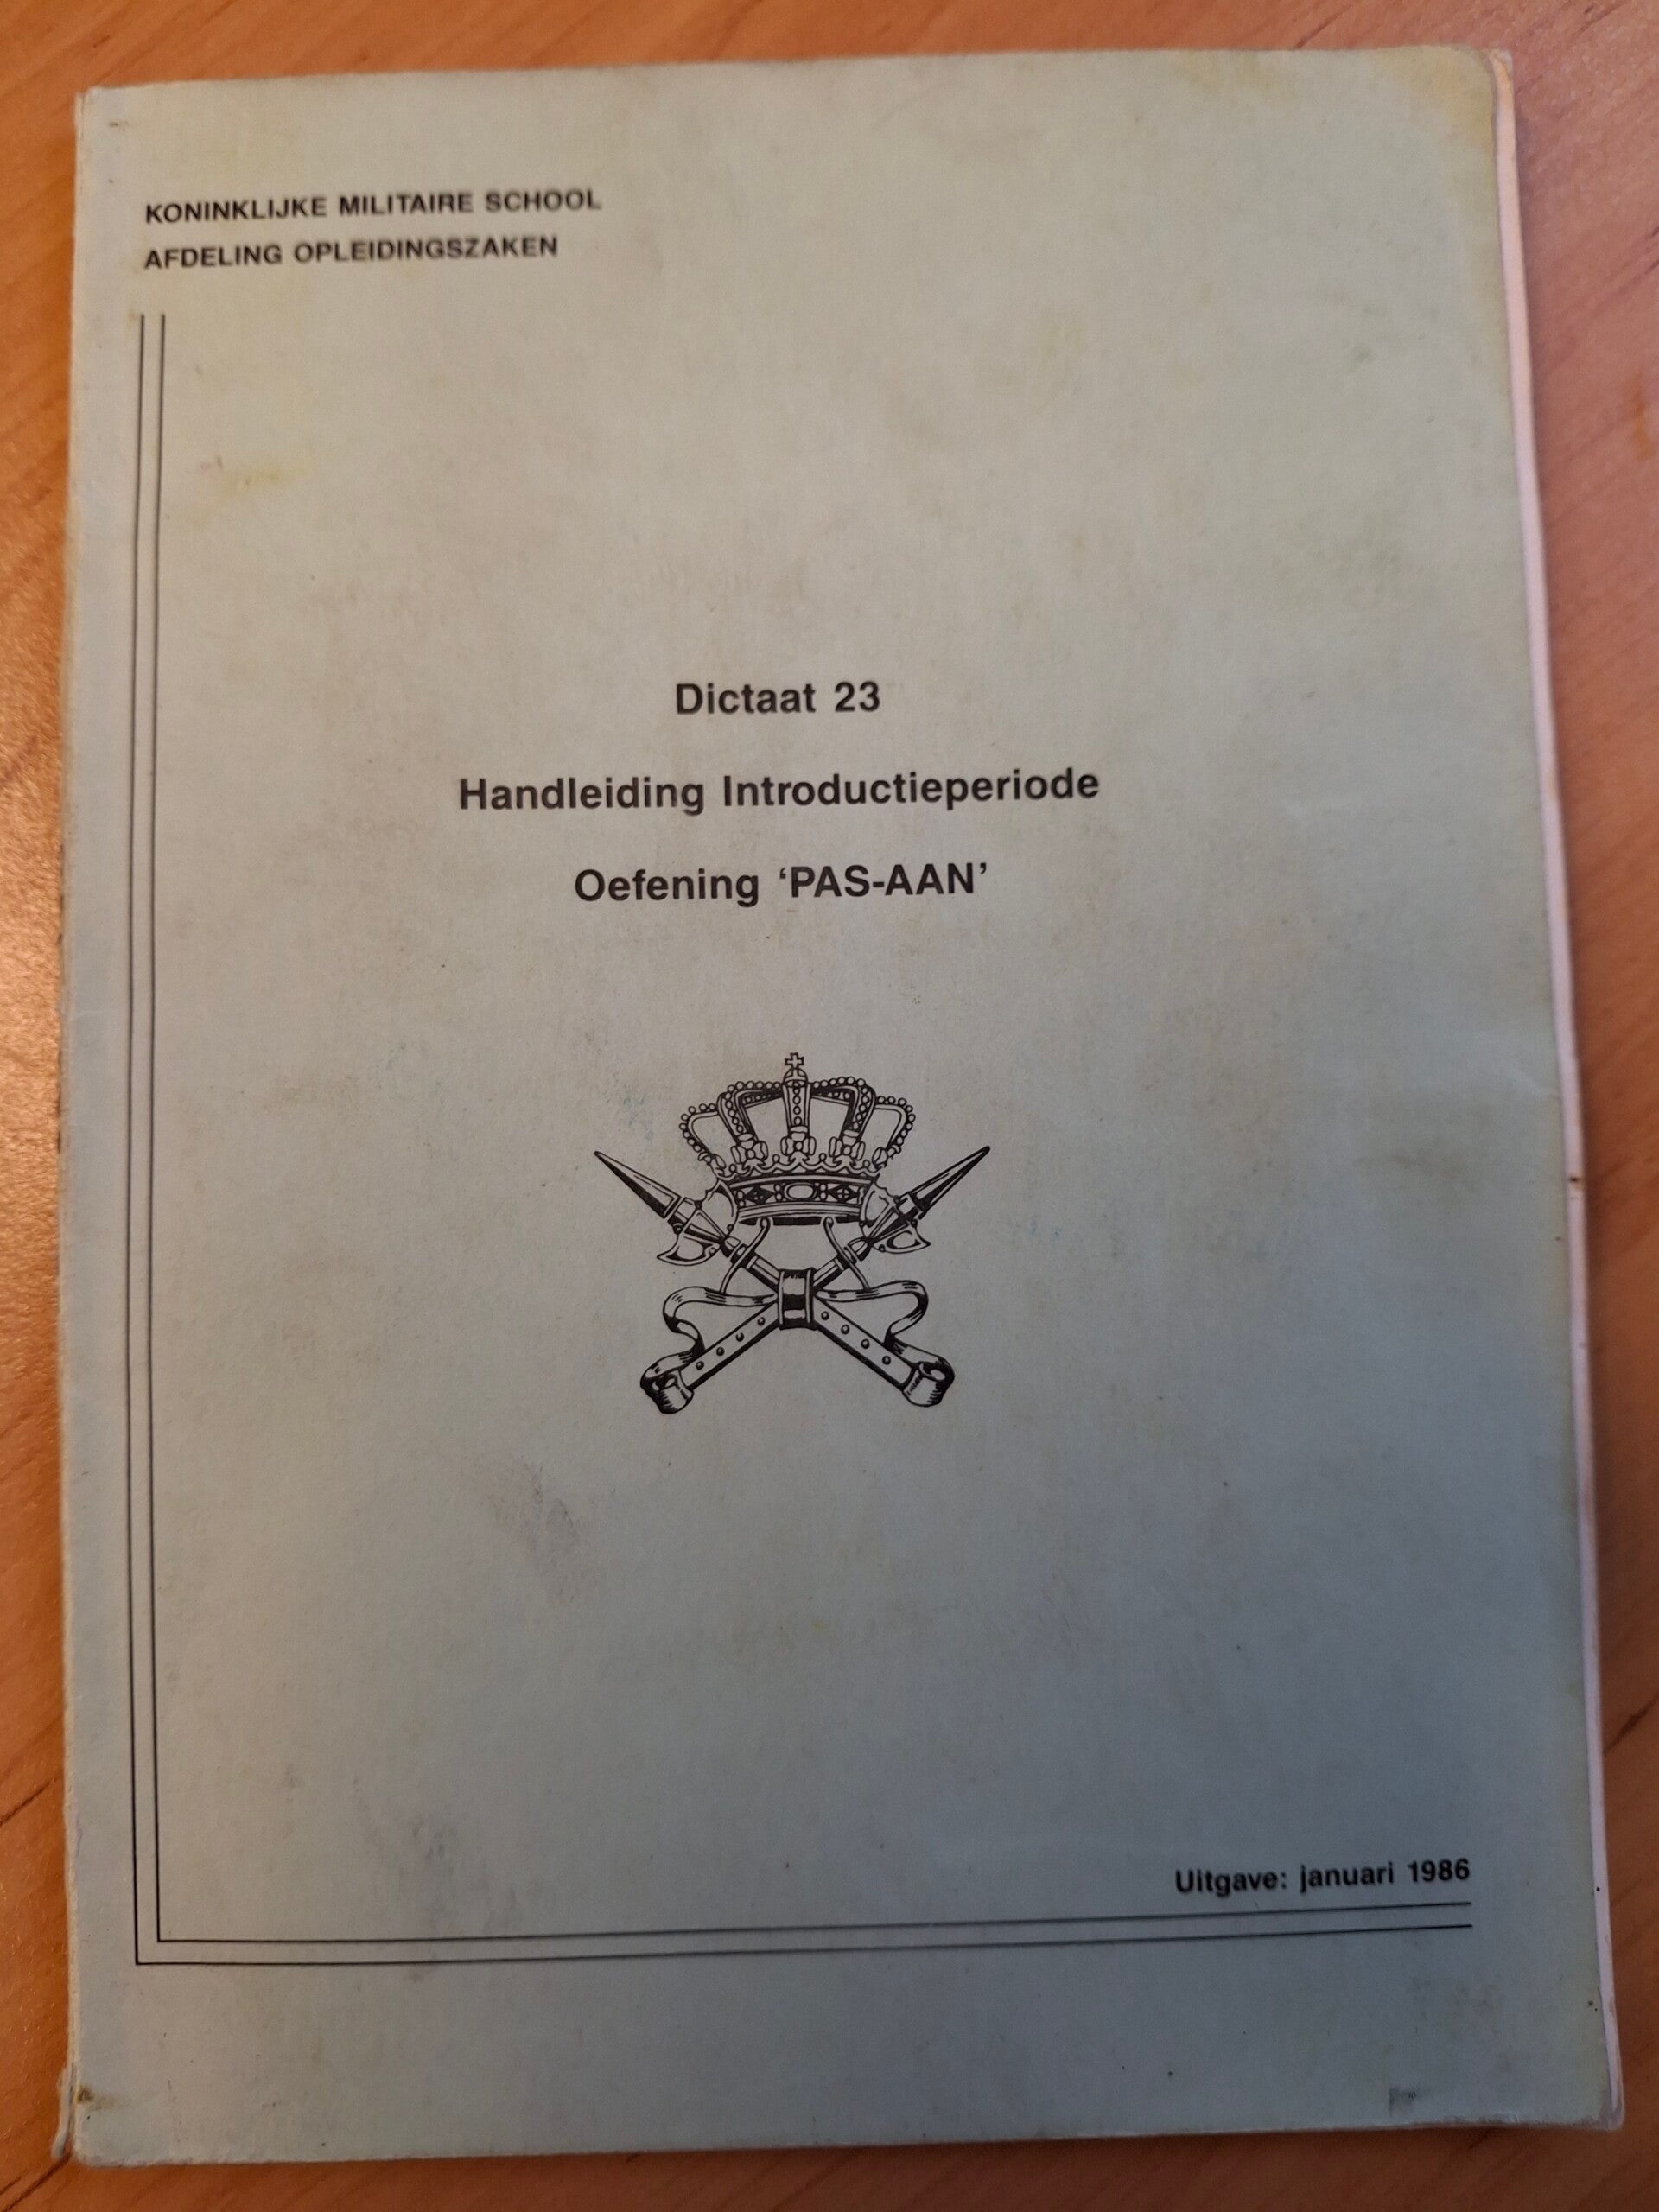 KONINKLIJKE MILITAIRE SCHOOL
AFDELING OPLEIDINGSZAKEN
Dictaat 23
Handleiding Introductieperiode
Oefening ‘PAS-AAN’
Uitgave: januari 1986